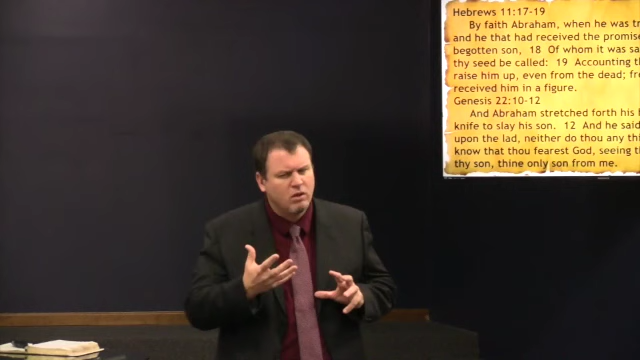 Hebrews 11:17-19
By faith Abraham, when he was
and he that had received the
begotten son, 18 Of whom it was
thy seed be called: 19 Accounting
raise him up, even from the dead;
received him in a figure.
Genesis 22:10-12
And Abraham stretched forth his
knife to slay his son. 12 And he said
upon the lad, neither do thou any
know that thou fearest God, seeing
thy son, thine only son from me.